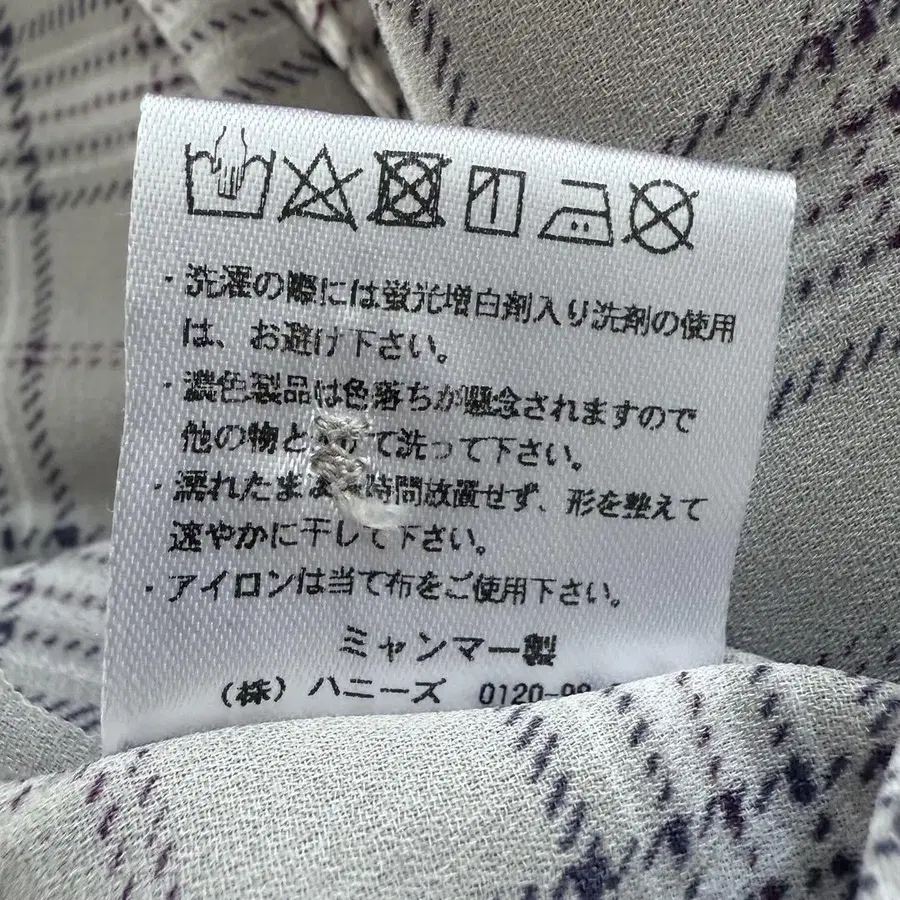 ・洗濯の際には蛍光増白剤入り洗剤の使用
は、お避け下さい。
・濃色製品は色落ちが懸念されますので
他の物と て洗って下さい。
・濡れたまま 時間放置せず、形を整えて
速やかに干して下さい。
・アイロンは当て布をご使用下さい。
ミャンマー製
(株) ハニーズ 0120-